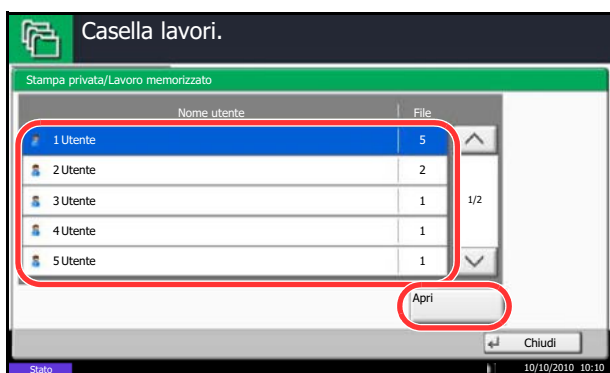 Casella lavori.
Stampa privata/Lavoro memorizzato
Nome utente File
1 Utente 5
2 Utente 2
3 Utente 1
1/2
4 Utente 1
5 Utente 1
Apri
Chiudi
Stato 10/10/2010 10:10